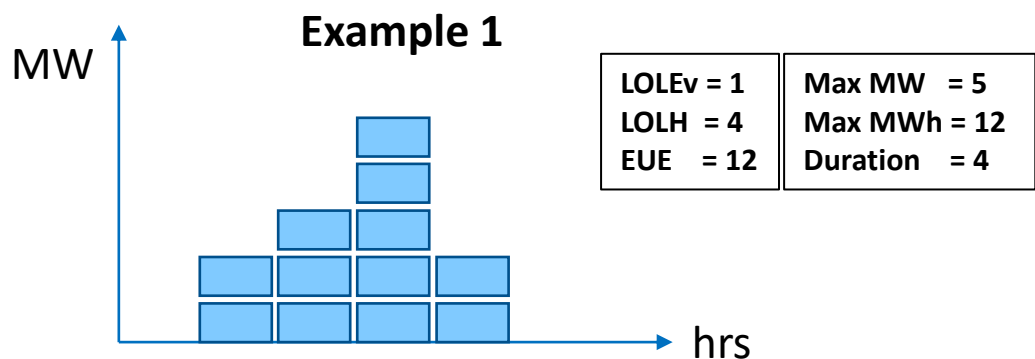 Example 1
MW
LOLEv = 1
LOLH = 4
EUE = 12
Max MW = 5
Max MWh = 12
Duration = 4
hrs